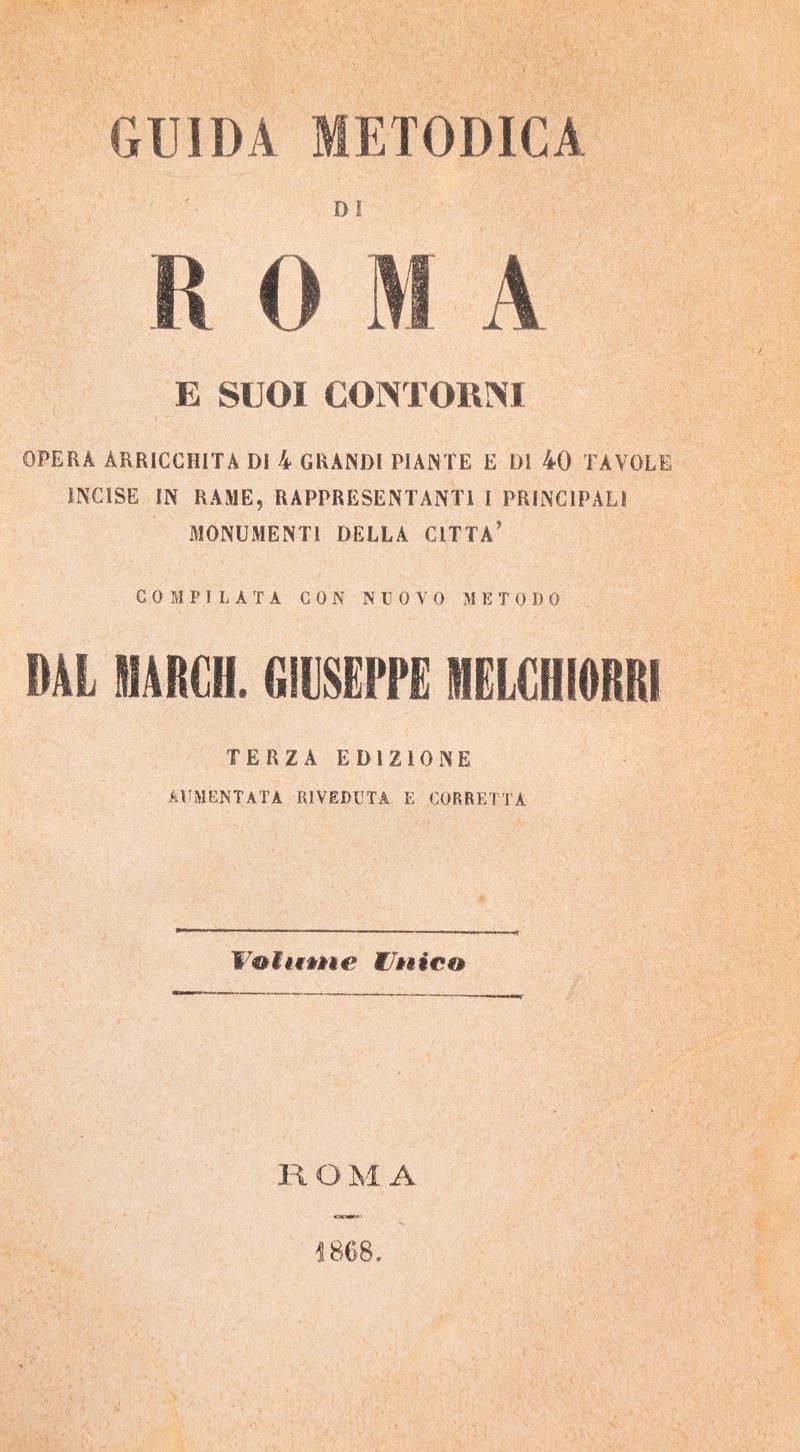 GUIDA METODICA
DI
ROMA
E SUOI CONTORNI
OPERA ARRICCHITA DI 4 GRANDI PIANTE E DI 40 TAVOLE
INCISE IN RAME, RAPPRESENTANTI I PRINCIPALI
MONUMENTI DELLA CITTA'
COMPILATA CON NUOVO METODO
DAL MARCH. GIUSEPPE MELCHIORRI
TERZA EDIZIONE
AUMENTATA RIVEDUTA E CORRETTA
Volume Unico
ROMA
1868.